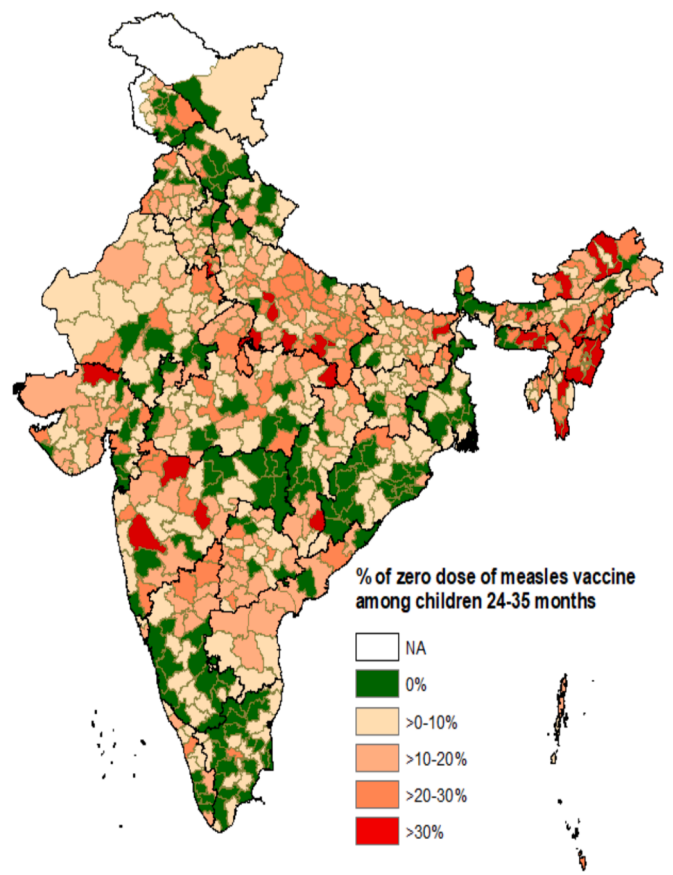 % of zero dose of measles vaccine
among children 24-35 months
NA
0%
>0-10%
>10-20%
>20-30%
>30%